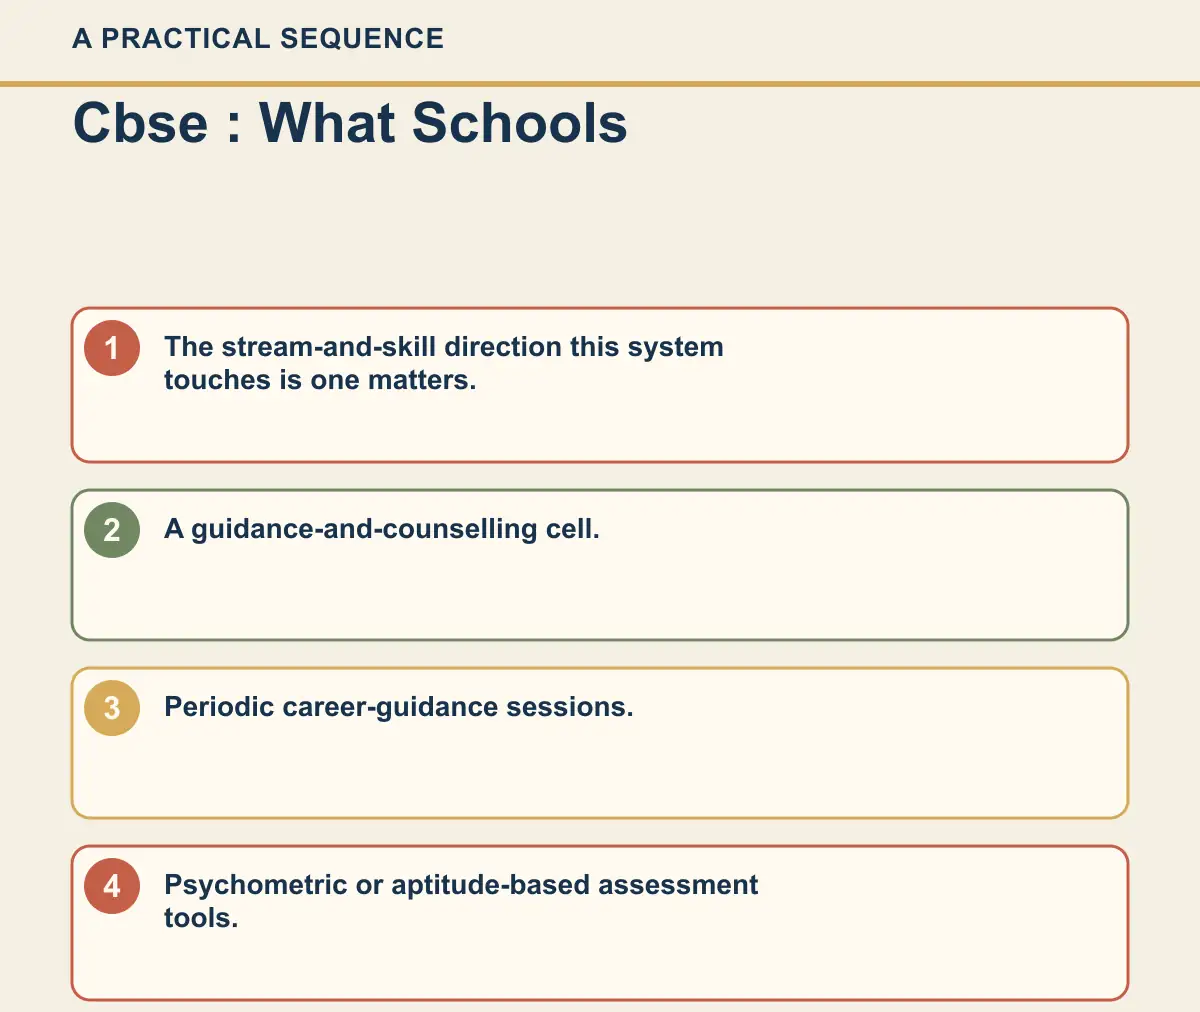 A PRACTICAL SEQUENCE
Cbse : What Schools
1
The stream-and-skill direction this system
touches is one matters.
2
A guidance-and-counselling cell.
3
Periodic career-guidance sessions.
4
Psychometric or aptitude-based assessment
tools.